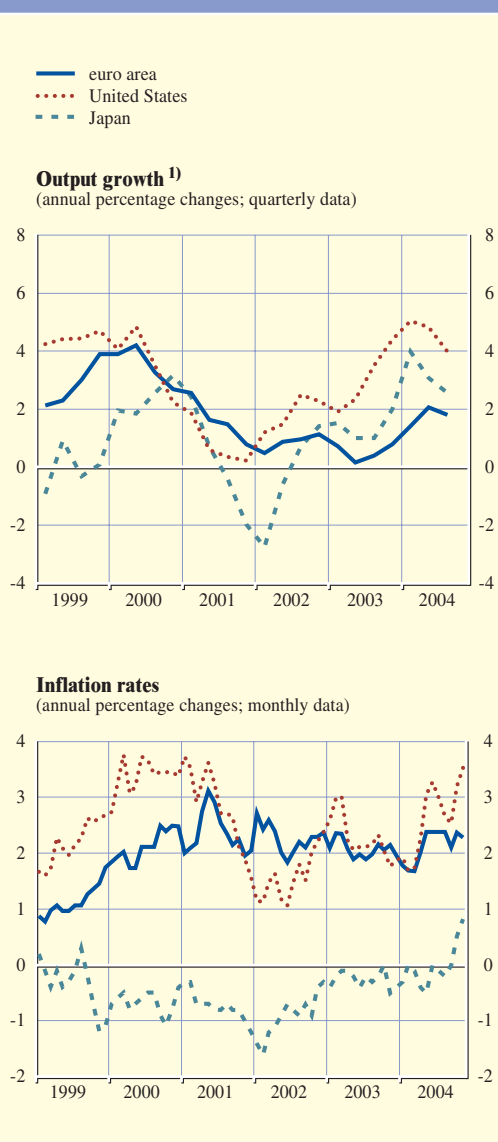 euro area
United States
Japan
Output growth 1)
(annual percentage changes; quarterly data)
8 8
6 6
4 4
2 2
0 0
-2 -2
-4 -4
1999 2000 2001 2002 2003 2004
Inflation rates
(annual percentage changes; monthly data)
4 4
3 3
2 2
1 1
0 0
-1 -1
-2 -2
1999 2000 2001 2002 2003 2004